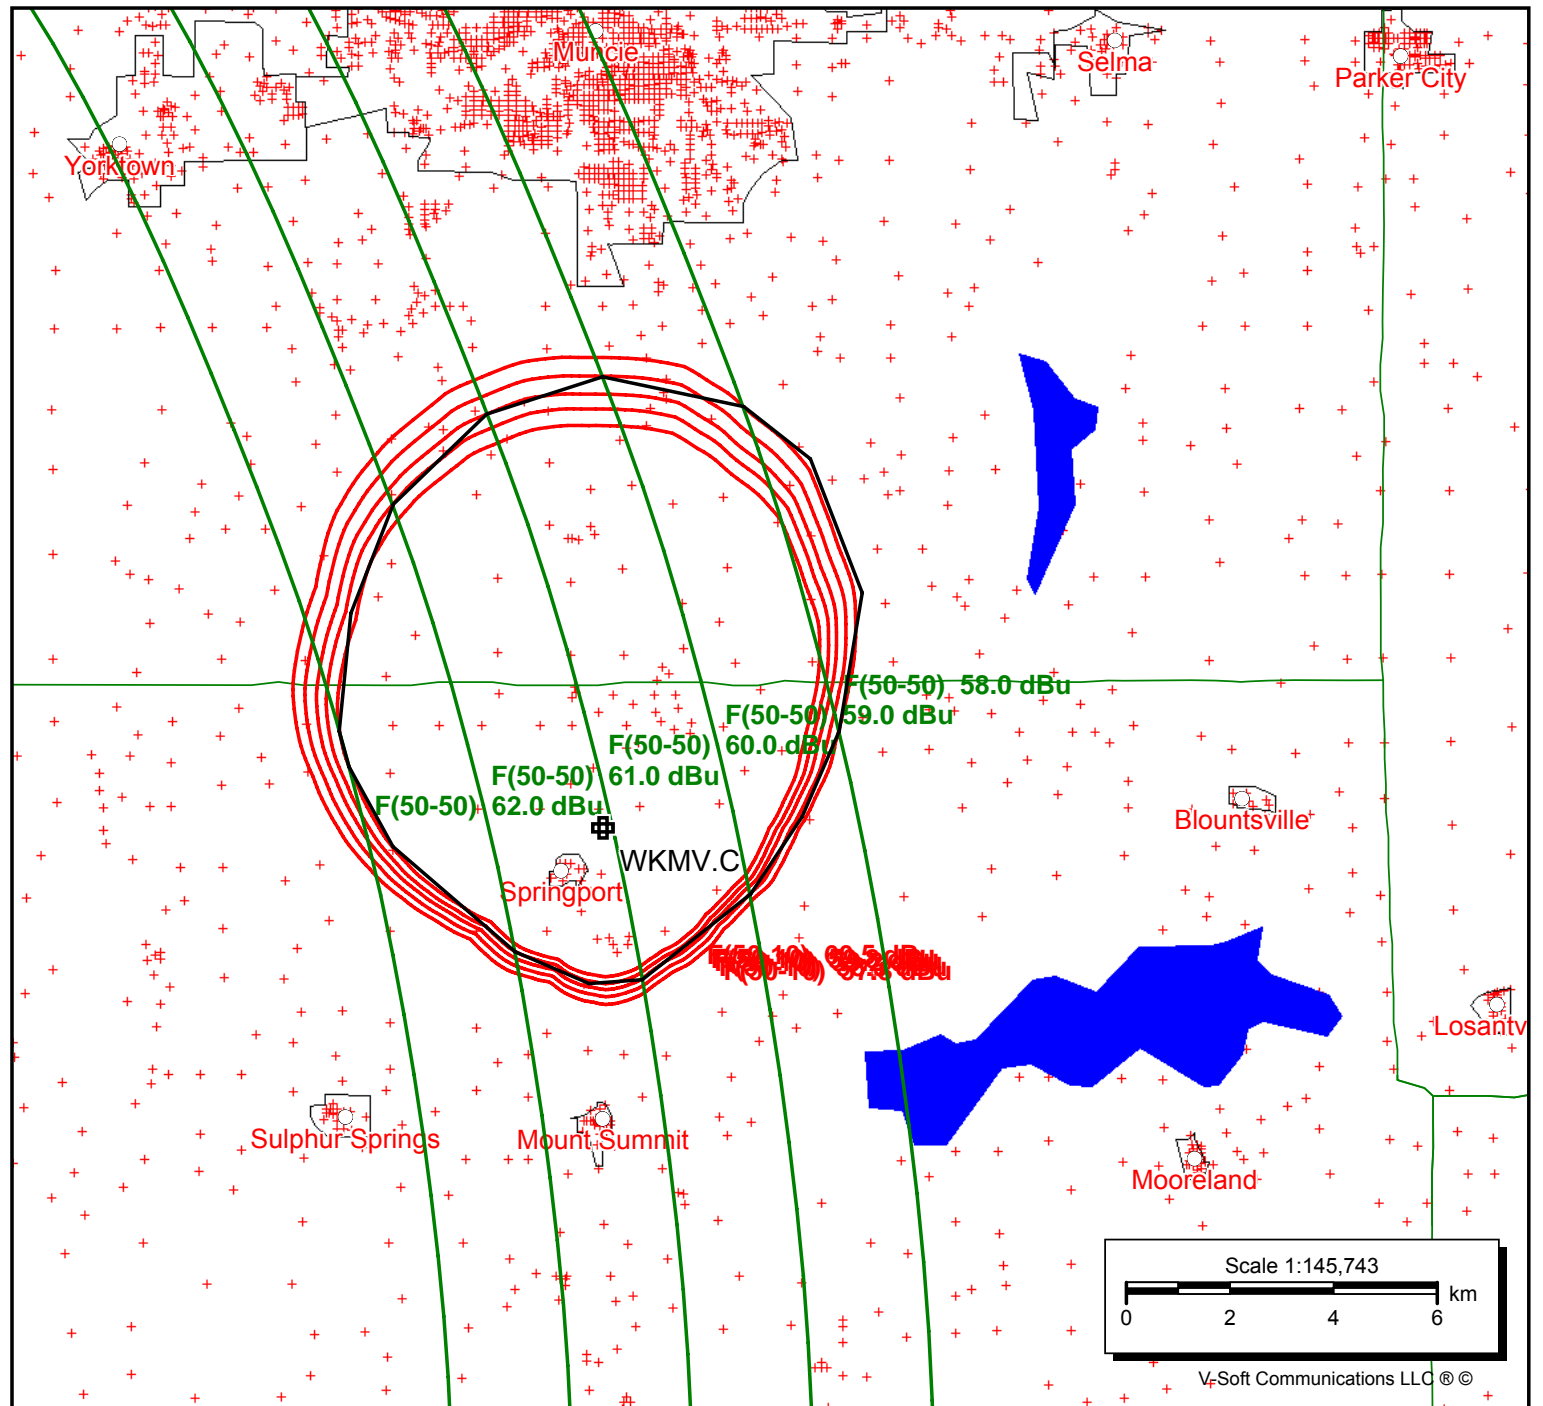 Muncie
Selma
Parker City
Yorktown
F(50-50) 58.0 dBu
F(50-50) 59.0 dBu
F(50-50) 60.0 dBu
F(50-50) 61.0 dBu
F(50-50) 62.0 dBu
Blountsville
WKMV.C
Springport
Losantv
Sulphur Springs
Mount Summit
Mooreland
Scale 1:145,743
km
0 2 4 6
V-Soft Communications LLC ® ©